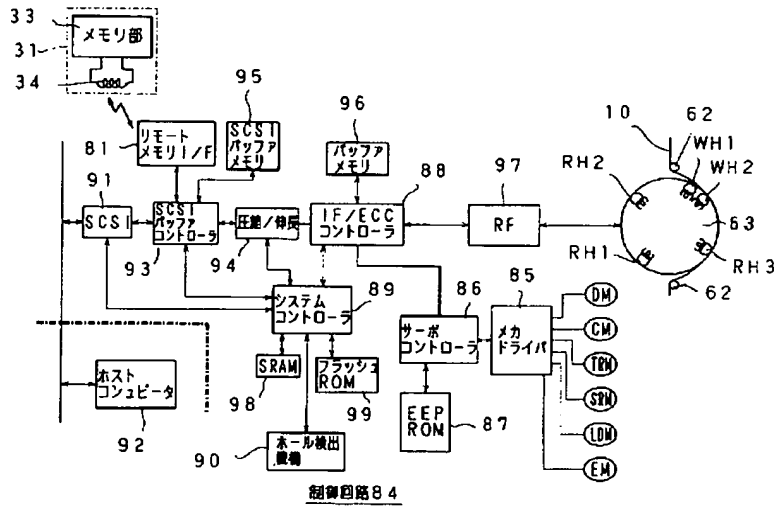 33
メモリ部
31
34
95
96
リモート
メモリI/F
81
SCSI
バッファ
メモリ
バッファ
メモリ
88
97
10
62
WH1
WH2
RH2
91
SCSI
SCSI
バッファ
コントローラ
93
圧縮/伸長
94
IF/ECC
コントローラ
RF
63
RH1
RH3
62
システム
コントローラ
89
86
85
サーボ
コントローラ
メカ
ドライバ
DM
CM
TRM
SRM
LDM
EM
ホスト
コンュピータ
92
SRAM
98
フラッシュ
ROM
99
EEP
ROM
87
90
ホール検出
機構
制御回路84